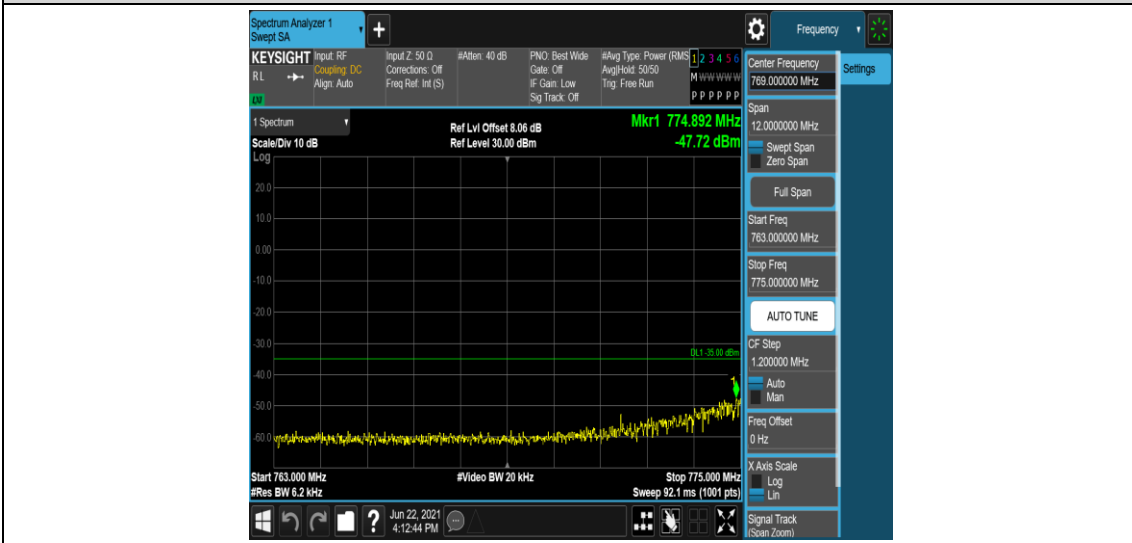 Spectrum Analyzer 1
Swept SA
+
Frequency
KEYSIGHT
RL
LXI
Input: RF
Coupling: DC
Align: Auto
Input Z: 50 Ω
Corrections: Off
Freq Ref: Int (S)
#Atten: 40 dB
PNO: Best Wide
Gate: Off
IF Gain: Low
Sig Track: Off
#Avg Type: Power (RMS
Avg|Hold: 50/50
Trig: Free Run
1 2 3 4 5 6
M W W W W W
P P P P P P
1 Spectrum
Scale/Div 10 dB
Log
Ref Lvl Offset 8.06 dB
Ref Level 30.00 dBm
Mkr1 774.892 MHz
-47.72 dBm
20.0
10.0
0.00
-10.0
-20.0
-30.0
DL1 -35.00 dBm
-40.0
1
-50.0
-60.0
Start 763.000 MHz
#Res BW 6.2 kHz
#Video BW 20 kHz
Stop 775.000 MHz
Sweep 92.1 ms (1001 pts)
?
Jun 22, 2021
4:12:44 PM
Center Frequency
769.000000 MHz
Settings
Span
12.0000000 MHz
Swept Span
Zero Span
Full Span
Start Freq
763.000000 MHz
Stop Freq
775.000000 MHz
AUTO TUNE
CF Step
1.200000 MHz
Auto
Man
Freq Offset
0 Hz
X Axis Scale
Log
Lin
Signal Track
(Span Zoom)